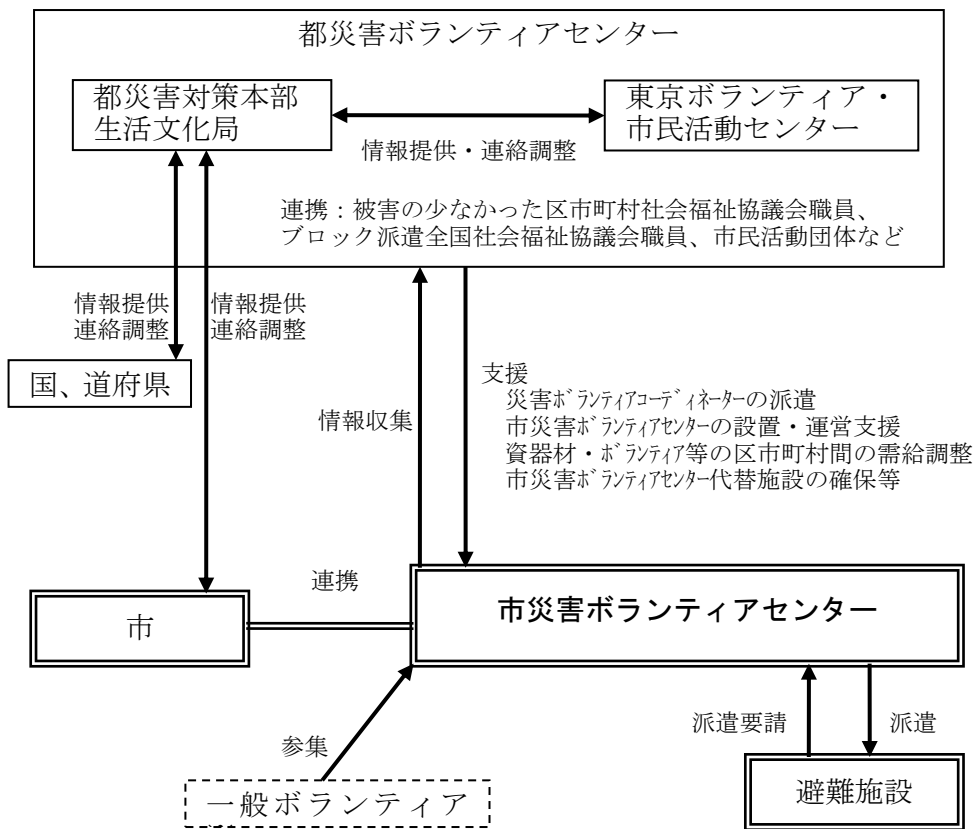 都災害ボランティアセンター
都災害対策本部
生活文化局
東京ボランティア・
市民活動センター
情報提供・連絡調整
連携：被害の少なかった区市町村社会福祉協議会職員、
ブロック派遣全国社会福祉協議会職員、市民活動団体など
情報提供
連絡調整
情報提供
連絡調整
国、道府県
情報収集
支援
災害ﾎﾞﾗﾝﾃｨｱｺｰﾃﾞｨﾈｰﾀｰの派遣
市災害ﾎﾞﾗﾝﾃｨｱｾﾝﾀｰの設置・運営支援
資器材・ﾎﾞﾗﾝﾃｨｱ等の区市町村間の需給調整
市災害ﾎﾞﾗﾝﾃｨｱｾﾝﾀｰ代替施設の確保等
連携
市
市災害ボランティアセンター
派遣要請
派遣
参集
一般ボランティア
避難施設